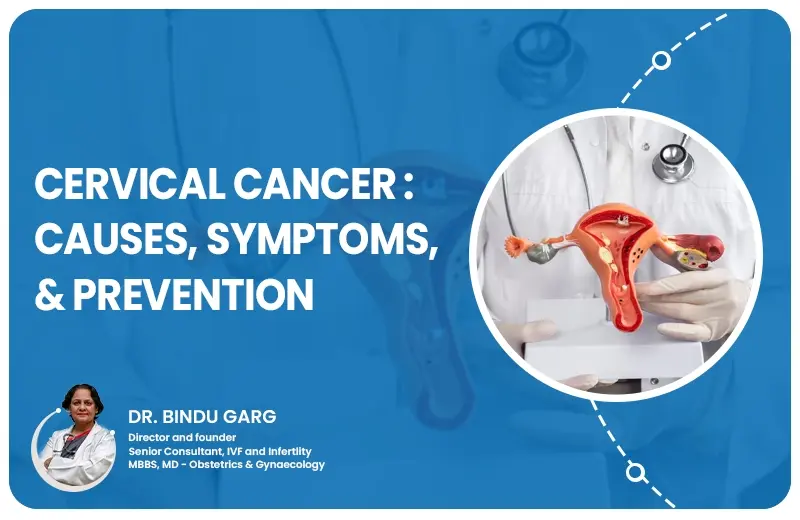 CERVICAL CANCER :
CAUSES, SYMPTOMS,
& PREVENTION
DR. BINDU GARG
Director and founder
Senior Consultant, IVF and Infertility
MBBS, MD - Obstetrics & Gynaecology